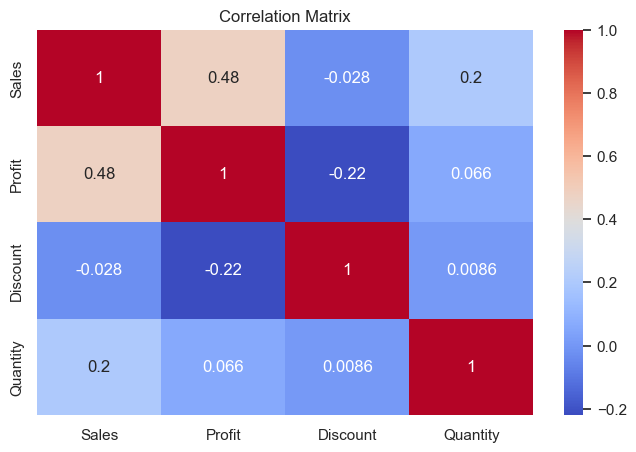 Correlation Matrix
Sales 1 0.48 -0.028 0.2
Profit 0.48 1 -0.22 0.066
Discount -0.028 -0.22 1 0.0086
Quantity 0.2 0.066 0.0086 1
Sales Profit Discount Quantity
1.0
0.8
0.6
0.4
0.2
0.0
−0.2